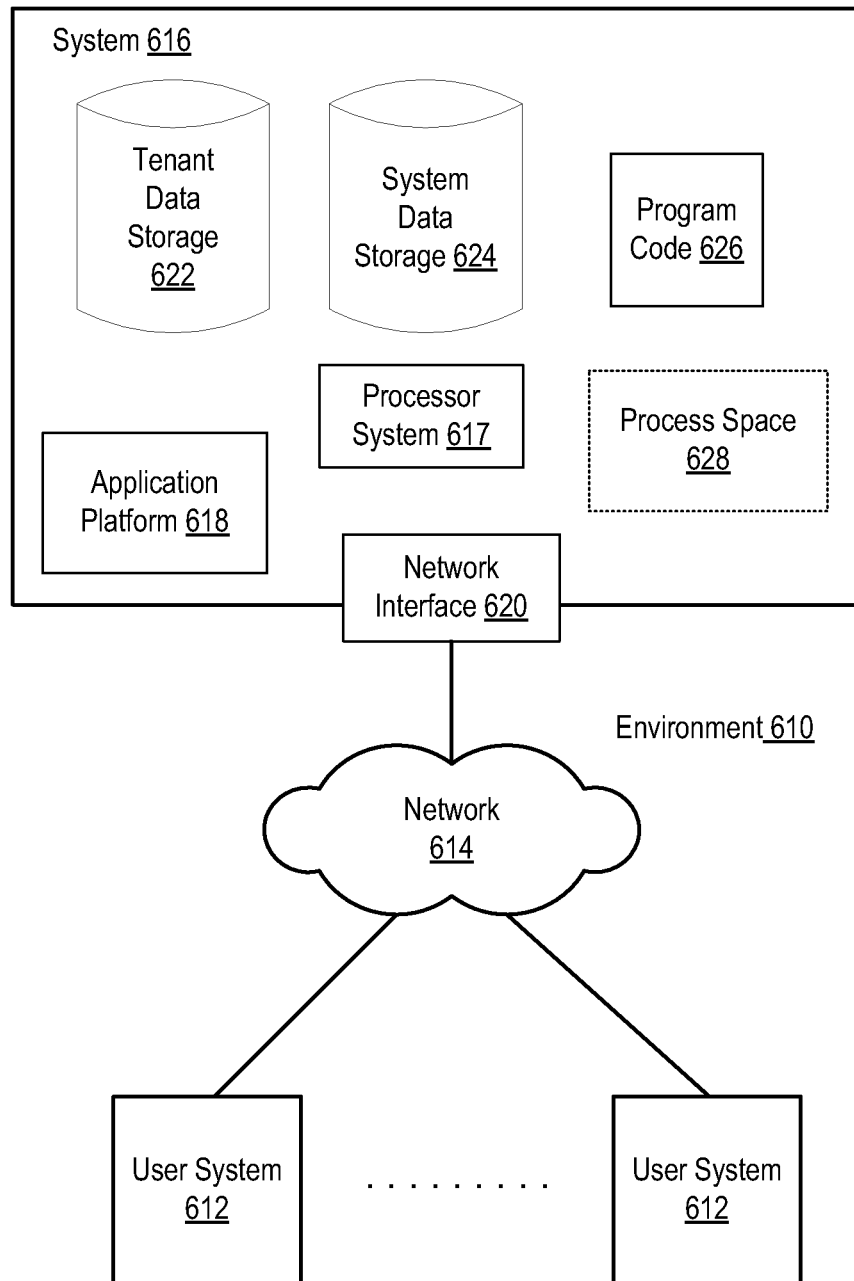 System 616
Tenant
Data
Storage
622
System
Data
Storage 624
Program
Code 626
Processor
System 617
Process Space
628
Application
Platform 618
Network
Interface 620
Environment 610
Network
614
User System
612
. . . . . . . . .
User System
612